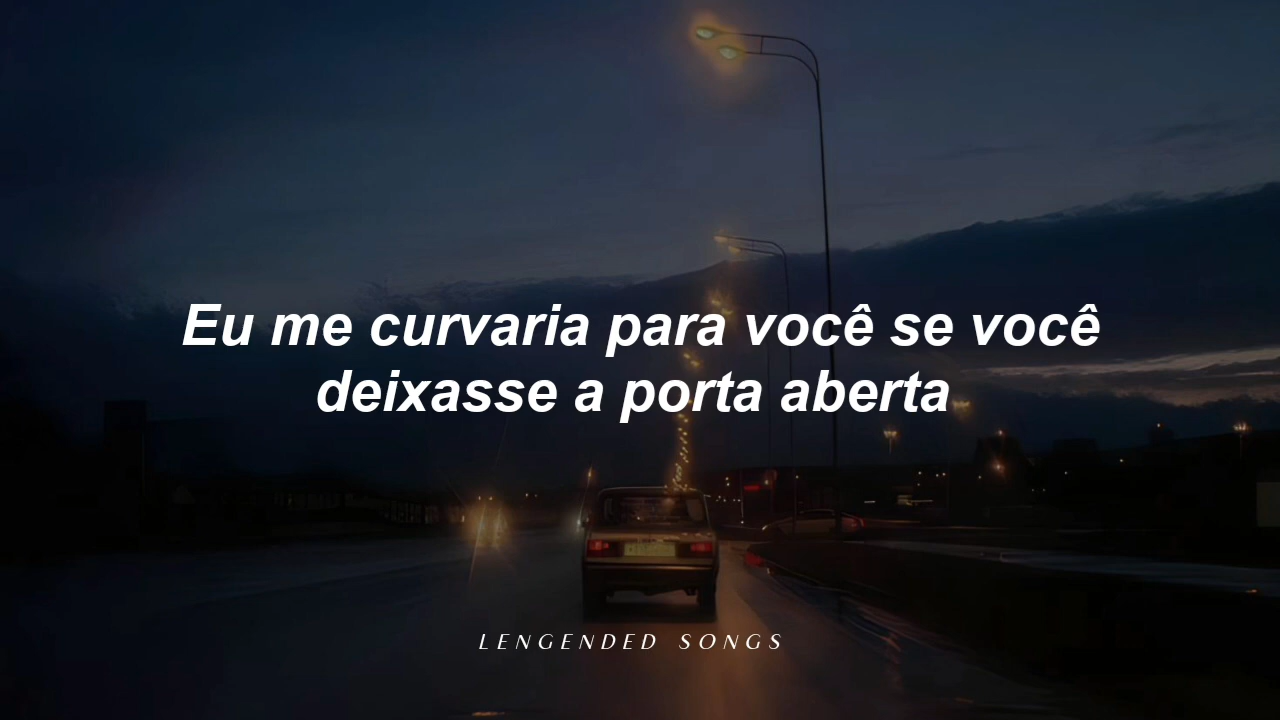 Eu me curvaria para você se você
deixasse a porta aberta
LENGENDED SONGS